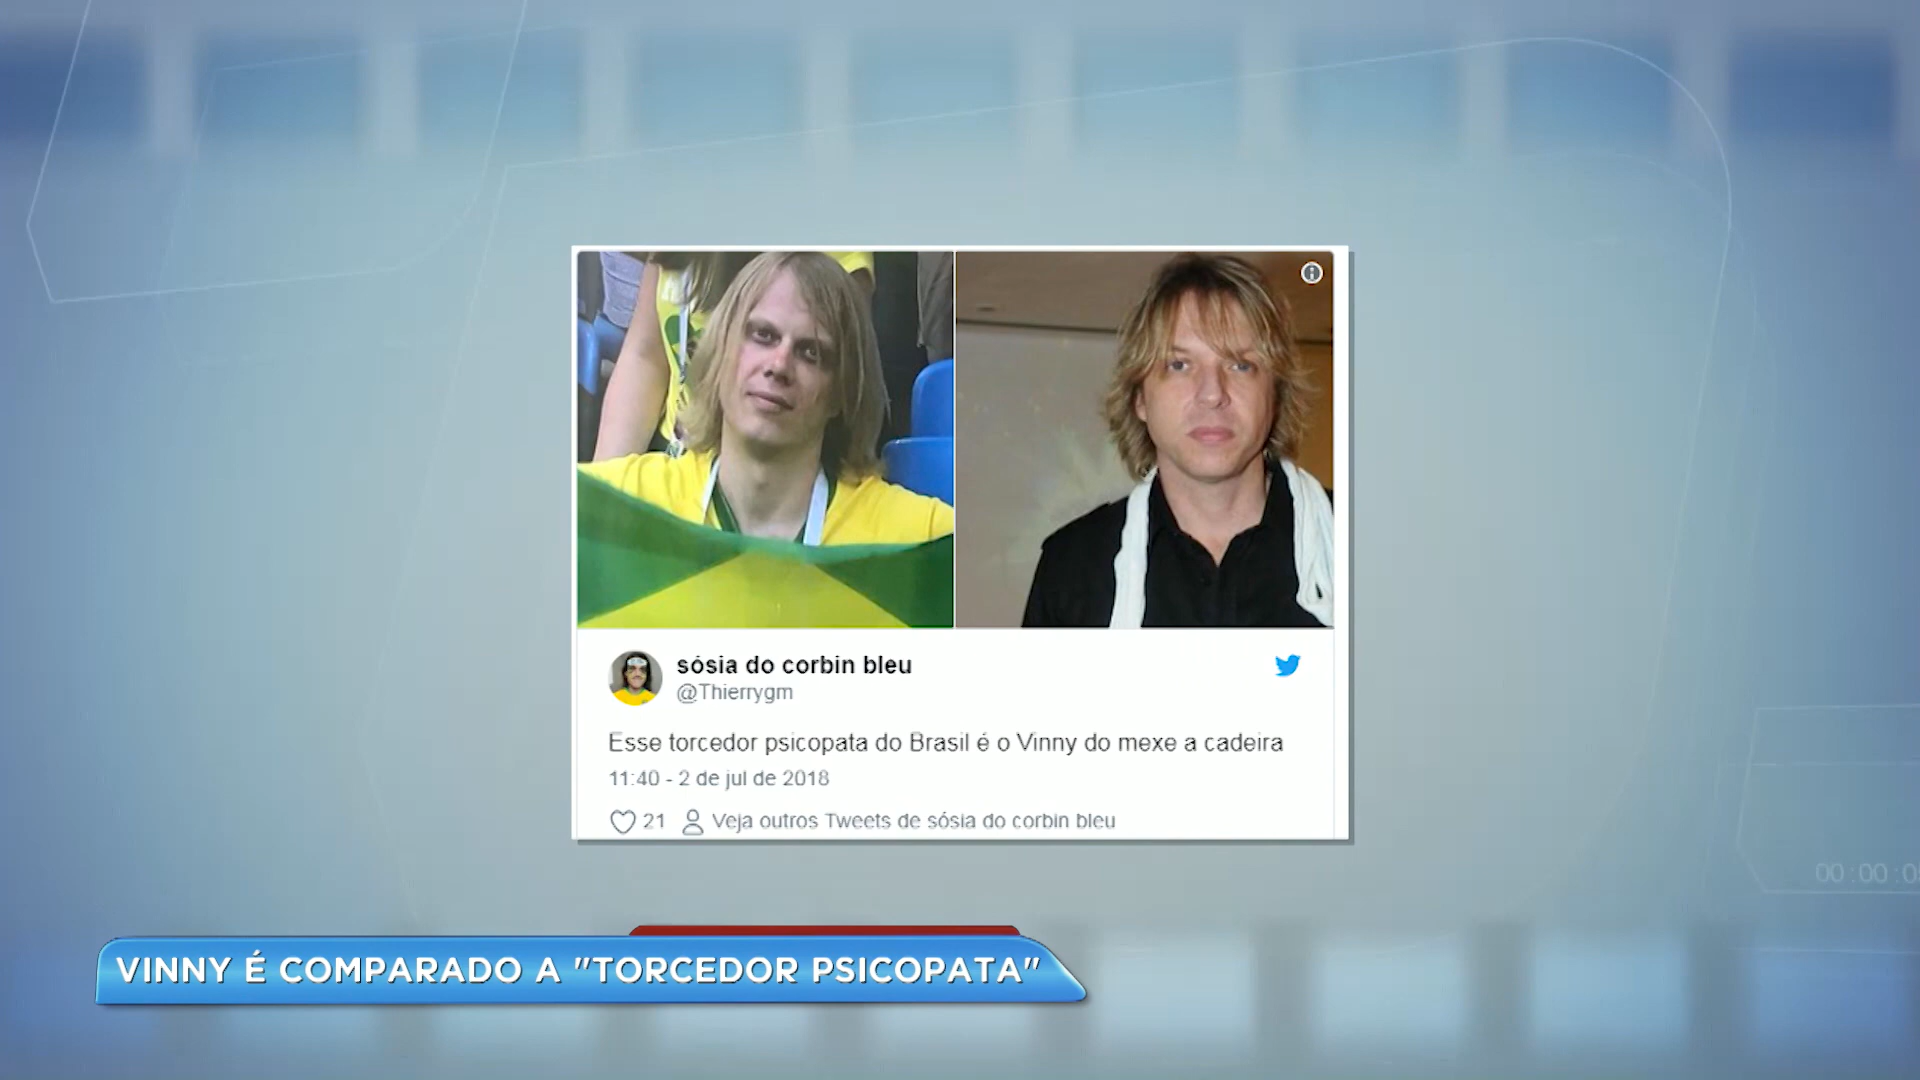 sósia do corbin bleu
@Thierrygm
Esse torcedor psicopata do Brasil é o Vinny do mexe a cadeira
11:40 - 2 de jul de 2018
21 Veja outros Tweets de sósia do corbin bleu
00:00:0
VINNY É COMPARADO A "TORCEDOR PSICOPATA"